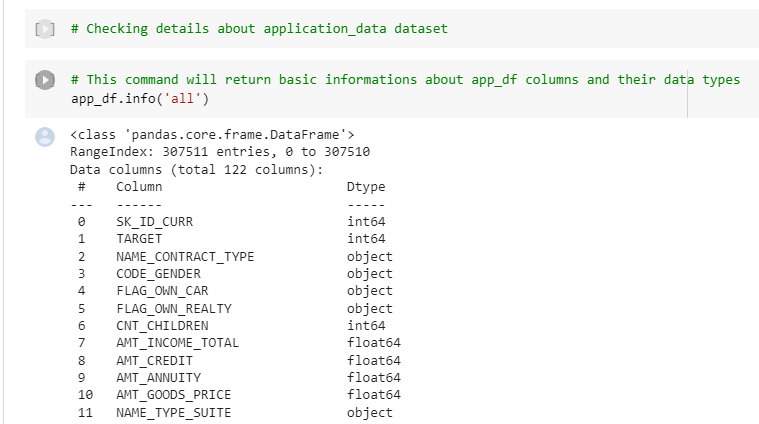 # Checking details about application_data dataset
# This command will return basic informations about app_df columns and their data types
app_df.info('all')
<class 'pandas.core.frame.DataFrame'>
RangeIndex: 307511 entries, 0 to 307510
Data columns (total 122 columns):
# Column Dtype
--- ------ -----
0 SK_ID_CURR int64
1 TARGET int64
2 NAME_CONTRACT_TYPE object
3 CODE_GENDER object
4 FLAG_OWN_CAR object
5 FLAG_OWN_REALTY object
6 CNT_CHILDREN int64
7 AMT_INCOME_TOTAL float64
8 AMT_CREDIT float64
9 AMT_ANNUITY float64
10 AMT_GOODS_PRICE float64
11 NAME_TYPE_SUITE object